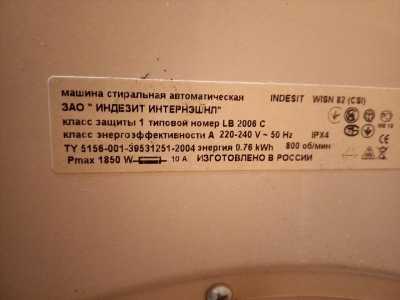 машина стиральная автоматическая INDESIT WISN 82 (CSI)
ЗАО " ИНДЕЗИТ ИНТЕРНЭШНЛ"
класс защиты 1 типовой номер LB 2006 C
класс энергоэффективности А 220-240 V ~ 50 Hz IPX4
ТУ 5156-001-39531251-2004 энергия 0.76 kWh 800 об/мин
Pmax 1850 W 10 A ИЗГОТОВЛЕНО В РОССИИ